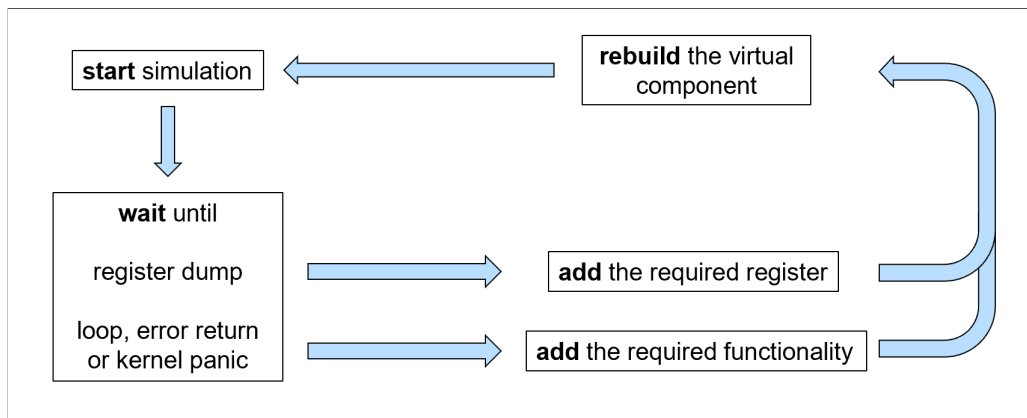 start simulation
rebuild the virtual
component
wait until
register dump
loop, error return
or kernel panic
add the required register
add the required functionality